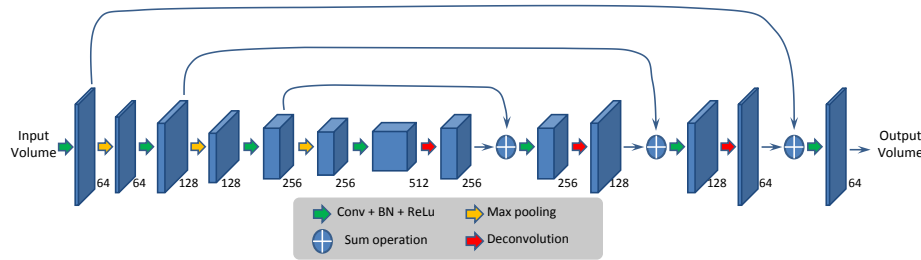 Input
Volume
64
64
128
128
256
256
512
256
256
128
128
64
64
Output
Volume
Conv + BN + ReLu
Max pooling
Sum operation
Deconvolution